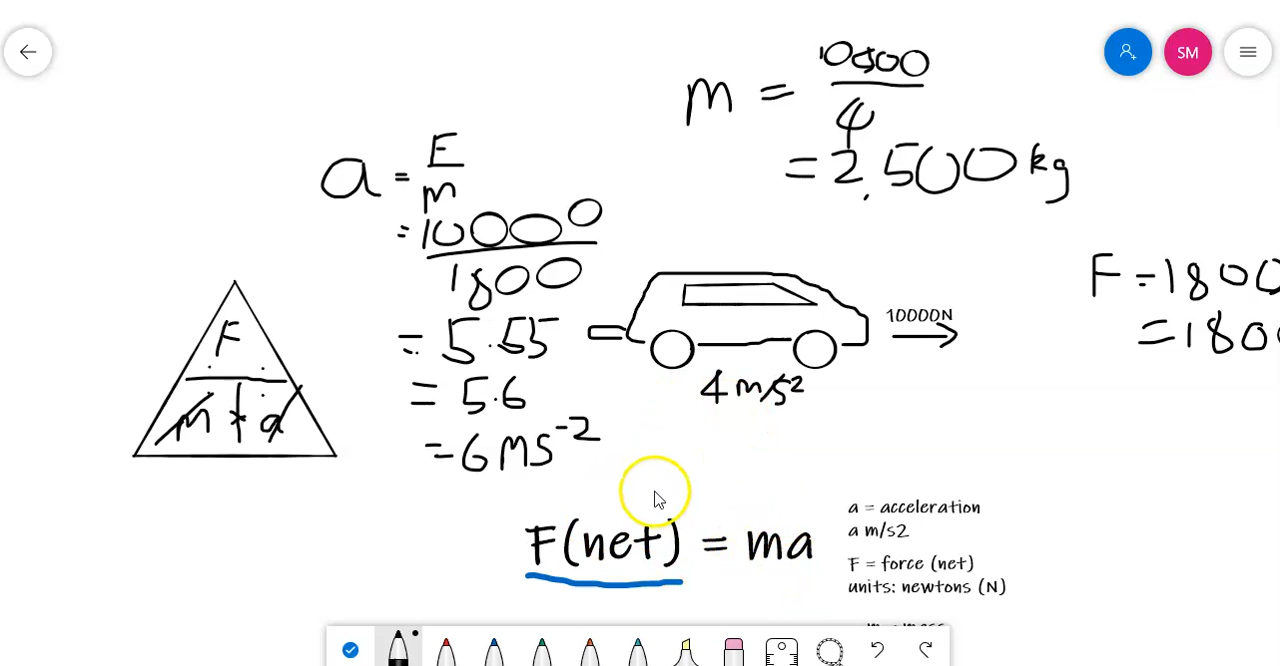 SM
m = 10000
4
= 2,500 kg
a = F
m
= 10000
1800
= 5.55
= 5.6
= 6 ms⁻²
F
m * a
10000N
4 m/s²
F = 1800
= 180
F(net) = ma
a = acceleration
a m/s2
F = force (net)
units: newtons (N)